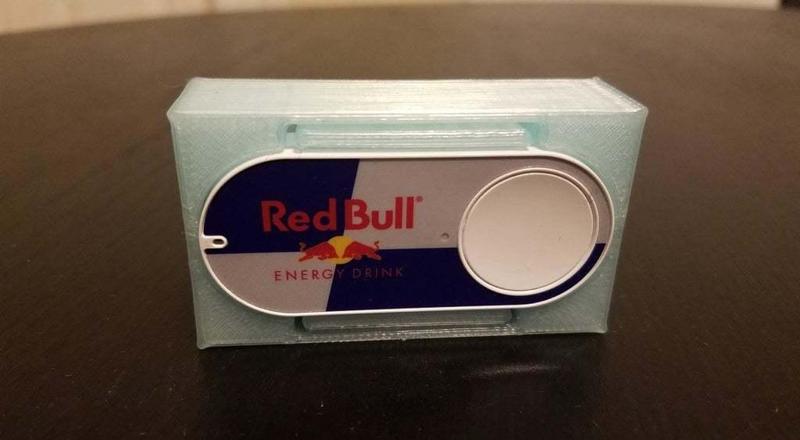 Red Bull®
ENERGY DRINK